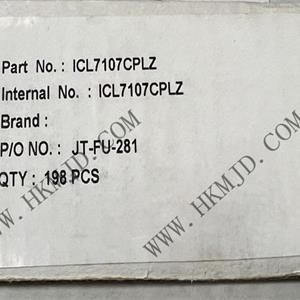 Part No. : ICL7107CPLZ
Internal No. : ICL7107CPLZ
Brand :
P/O NO. : JT-FU-281
QTY : 198 PCS
WWW.HKMJD.COM
WWW.HKMJD.COM